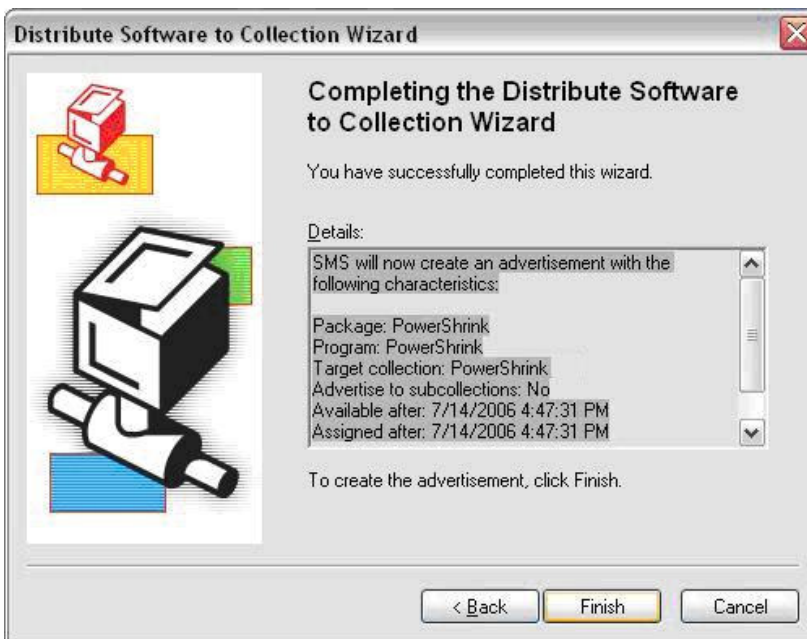 Distribute Software to Collection Wizard
Completing the Distribute Software
to Collection Wizard
You have successfully completed this wizard.
Details:
SMS will now create an advertisement with the
following characteristics:
Package: PowerShrink
Program: PowerShrink
Target collection: PowerShrink
Advertise to subcollections: No
Available after: 7/14/2006 4:47:31 PM
Assigned after: 7/14/2006 4:47:31 PM
To create the advertisement, click Finish.
< Back
Finish
Cancel